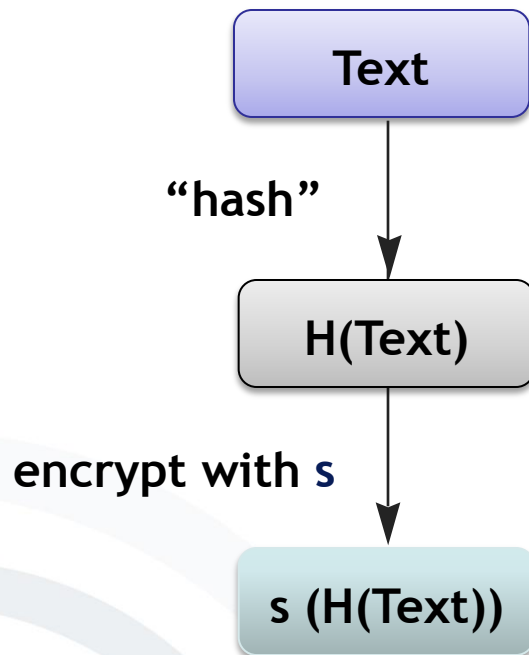 Text
“hash”
H(Text)
encrypt with s
s (H(Text))